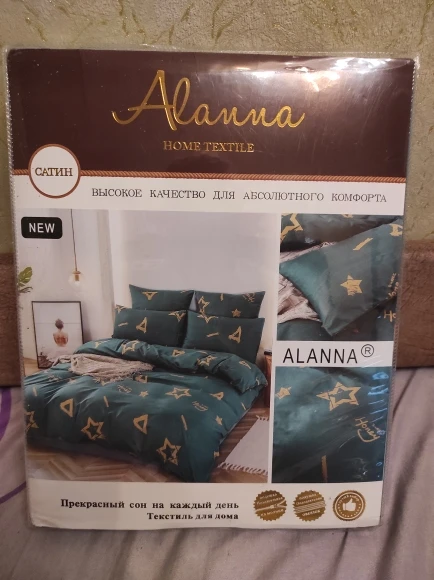 Alanna
HOME TEXTILE
САТИН
ВЫСОКОЕ КАЧЕСТВО ДЛЯ АБСОЛЮТНОГО КОМФОРТА
NEW
ALANNA®
Honey
Прекрасный сон на каждый день
Текстиль для дома